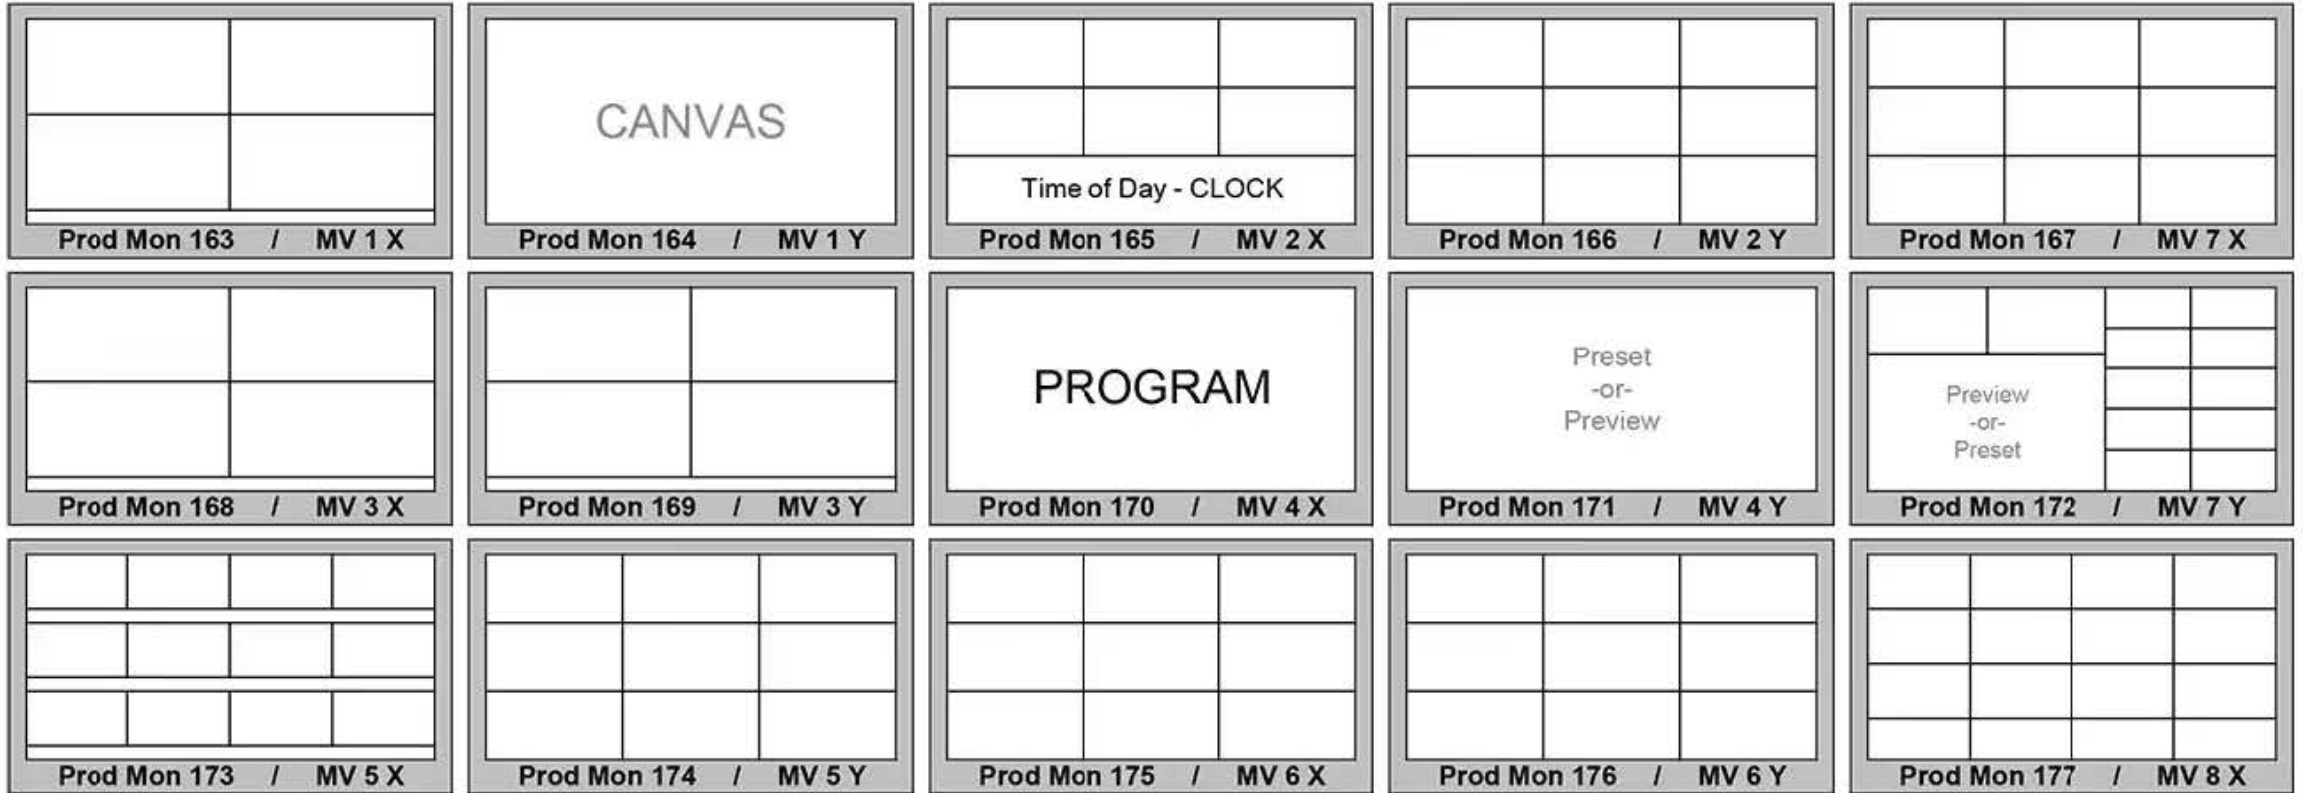 CANVAS
Time of Day - CLOCK
Prod Mon 163 / MV 1 X
Prod Mon 164 / MV 1 Y
Prod Mon 165 / MV 2 X
Prod Mon 166 / MV 2 Y
Prod Mon 167 / MV 7 X
PROGRAM
Preset
-or-
Preview
Preview
-or-
Preset
Prod Mon 168 / MV 3 X
Prod Mon 169 / MV 3 Y
Prod Mon 170 / MV 4 X
Prod Mon 171 / MV 4 Y
Prod Mon 172 / MV 7 Y
Prod Mon 173 / MV 5 X
Prod Mon 174 / MV 5 Y
Prod Mon 175 / MV 6 X
Prod Mon 176 / MV 6 Y
Prod Mon 177 / MV 8 X